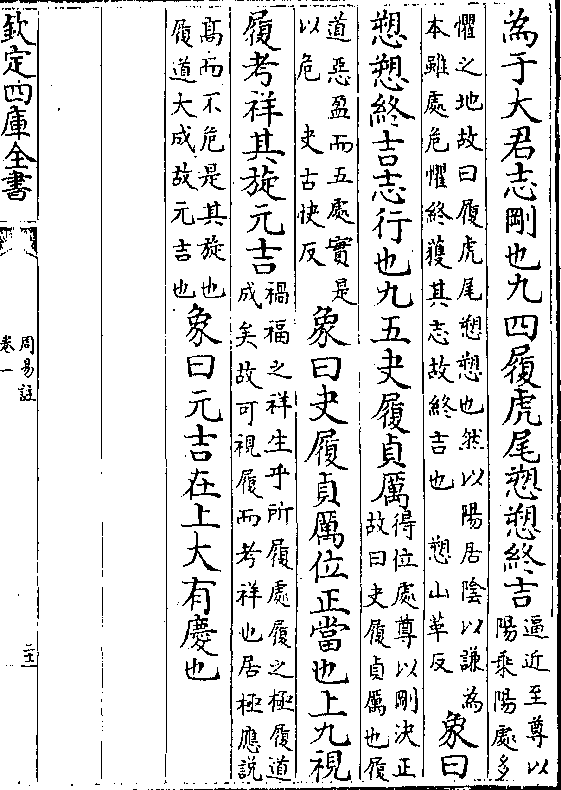 為于大君志剛也九四履虎尾愬愬終吉
逼近至尊以
陽乘陽處多
懼之地故曰履虎尾愬愬也然以陽居陰以謙為
本雖處危懼終獲其志故終吉也 愬山革反
象曰
愬愬終吉志行也九五夬履貞厲
得位處尊以剛決正
故曰夬履貞厲也履
道惡盈而五處實是
以危 夬古快反
象曰夬履貞厲位正當也上九視
履考祥其旋元吉
禍福之祥生乎所履處履之極履道
成矣故可視履而考祥也居極應説
髙而不危是其旋也
履道大成故元吉也
象曰元吉在上大有慶也
欽定四庫全書
周易註
卷一